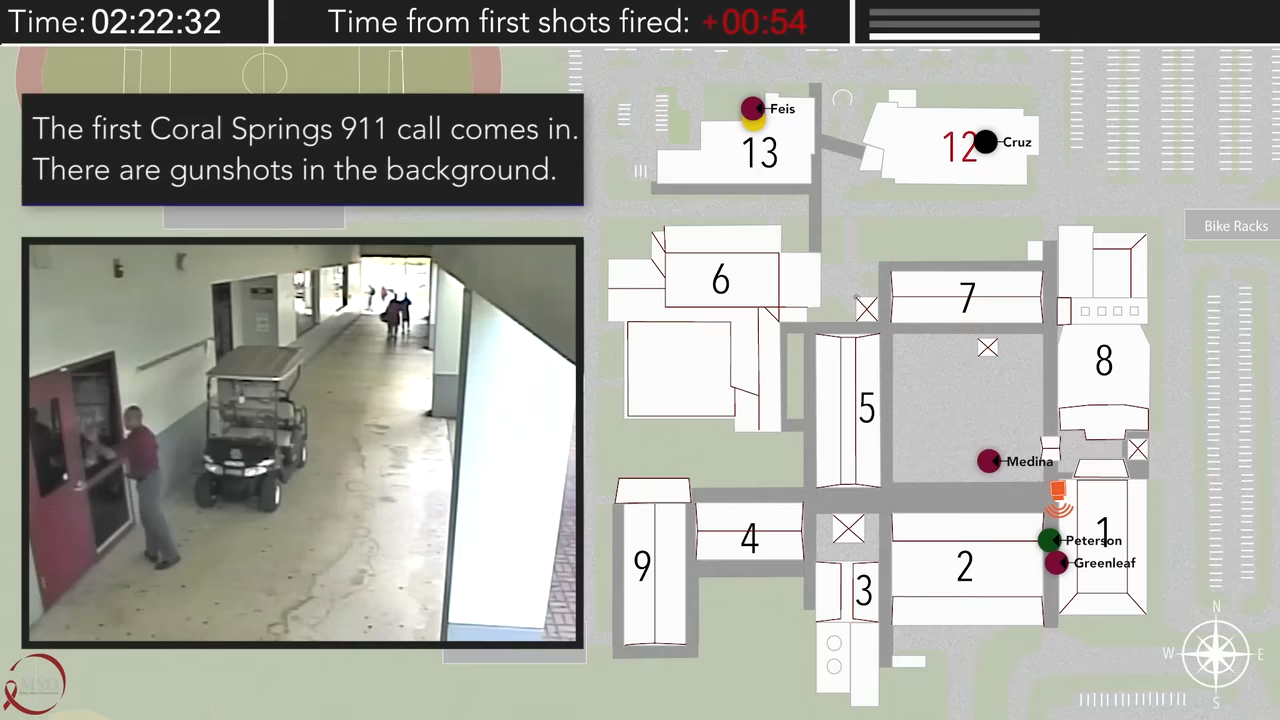 Time: 02:22:32
Time from first shots fired: +00:54
The first Coral Springs 911 call comes in.
There are gunshots in the background.
Feis
13
12
Cruz
Bike Racks
6
7
8
5
Medina
9
4
3
2
1
Peterson
Greenleaf
N
W
E
S